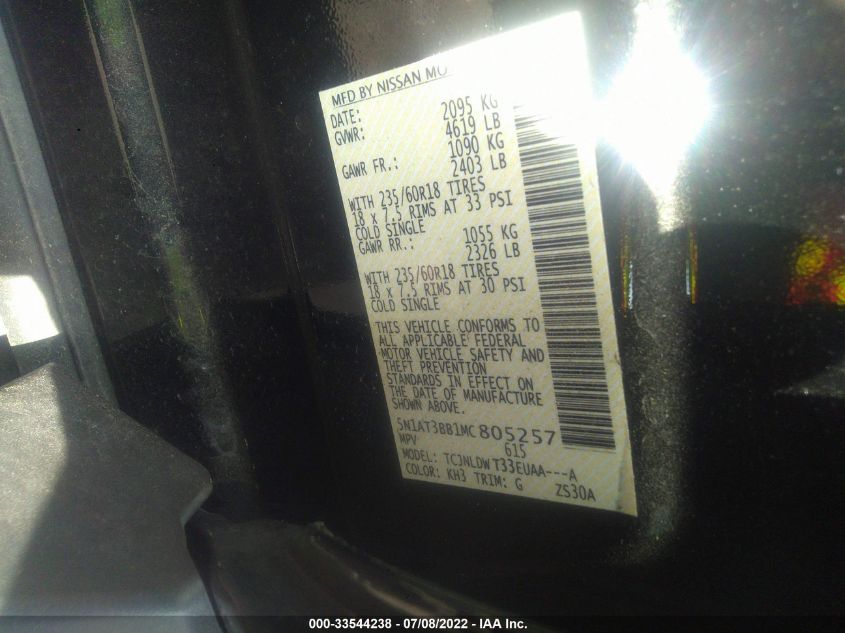 MFD BY NISSAN MO
DATE:
GVWR: 2095 KG
4619 LB
GAWR FR.: 1090 KG
2403 LB
WITH 235/60R18 TIRES
18 x 7.5 RIMS AT 33 PSI
COLD SINGLE
GAWR RR.: 1055 KG
2326 LB
WITH 235/60R18 TIRES
18 x 7.5 RIMS AT 30 PSI
COLD SINGLE
THIS VEHICLE CONFORMS TO
ALL APPLICABLE FEDERAL
MOTOR VEHICLE SAFETY AND
THEFT PREVENTION
STANDARDS IN EFFECT ON
THE DATE OF MANUFACTURE
SHOWN ABOVE.
5N1AT3BB1MC805257
MPV 615
MODEL: TCJNLDWT33EUAA---A
COLOR: KH3 TRIM: G ZS30A
000-33544238 - 07/08/2022 - IAA Inc.